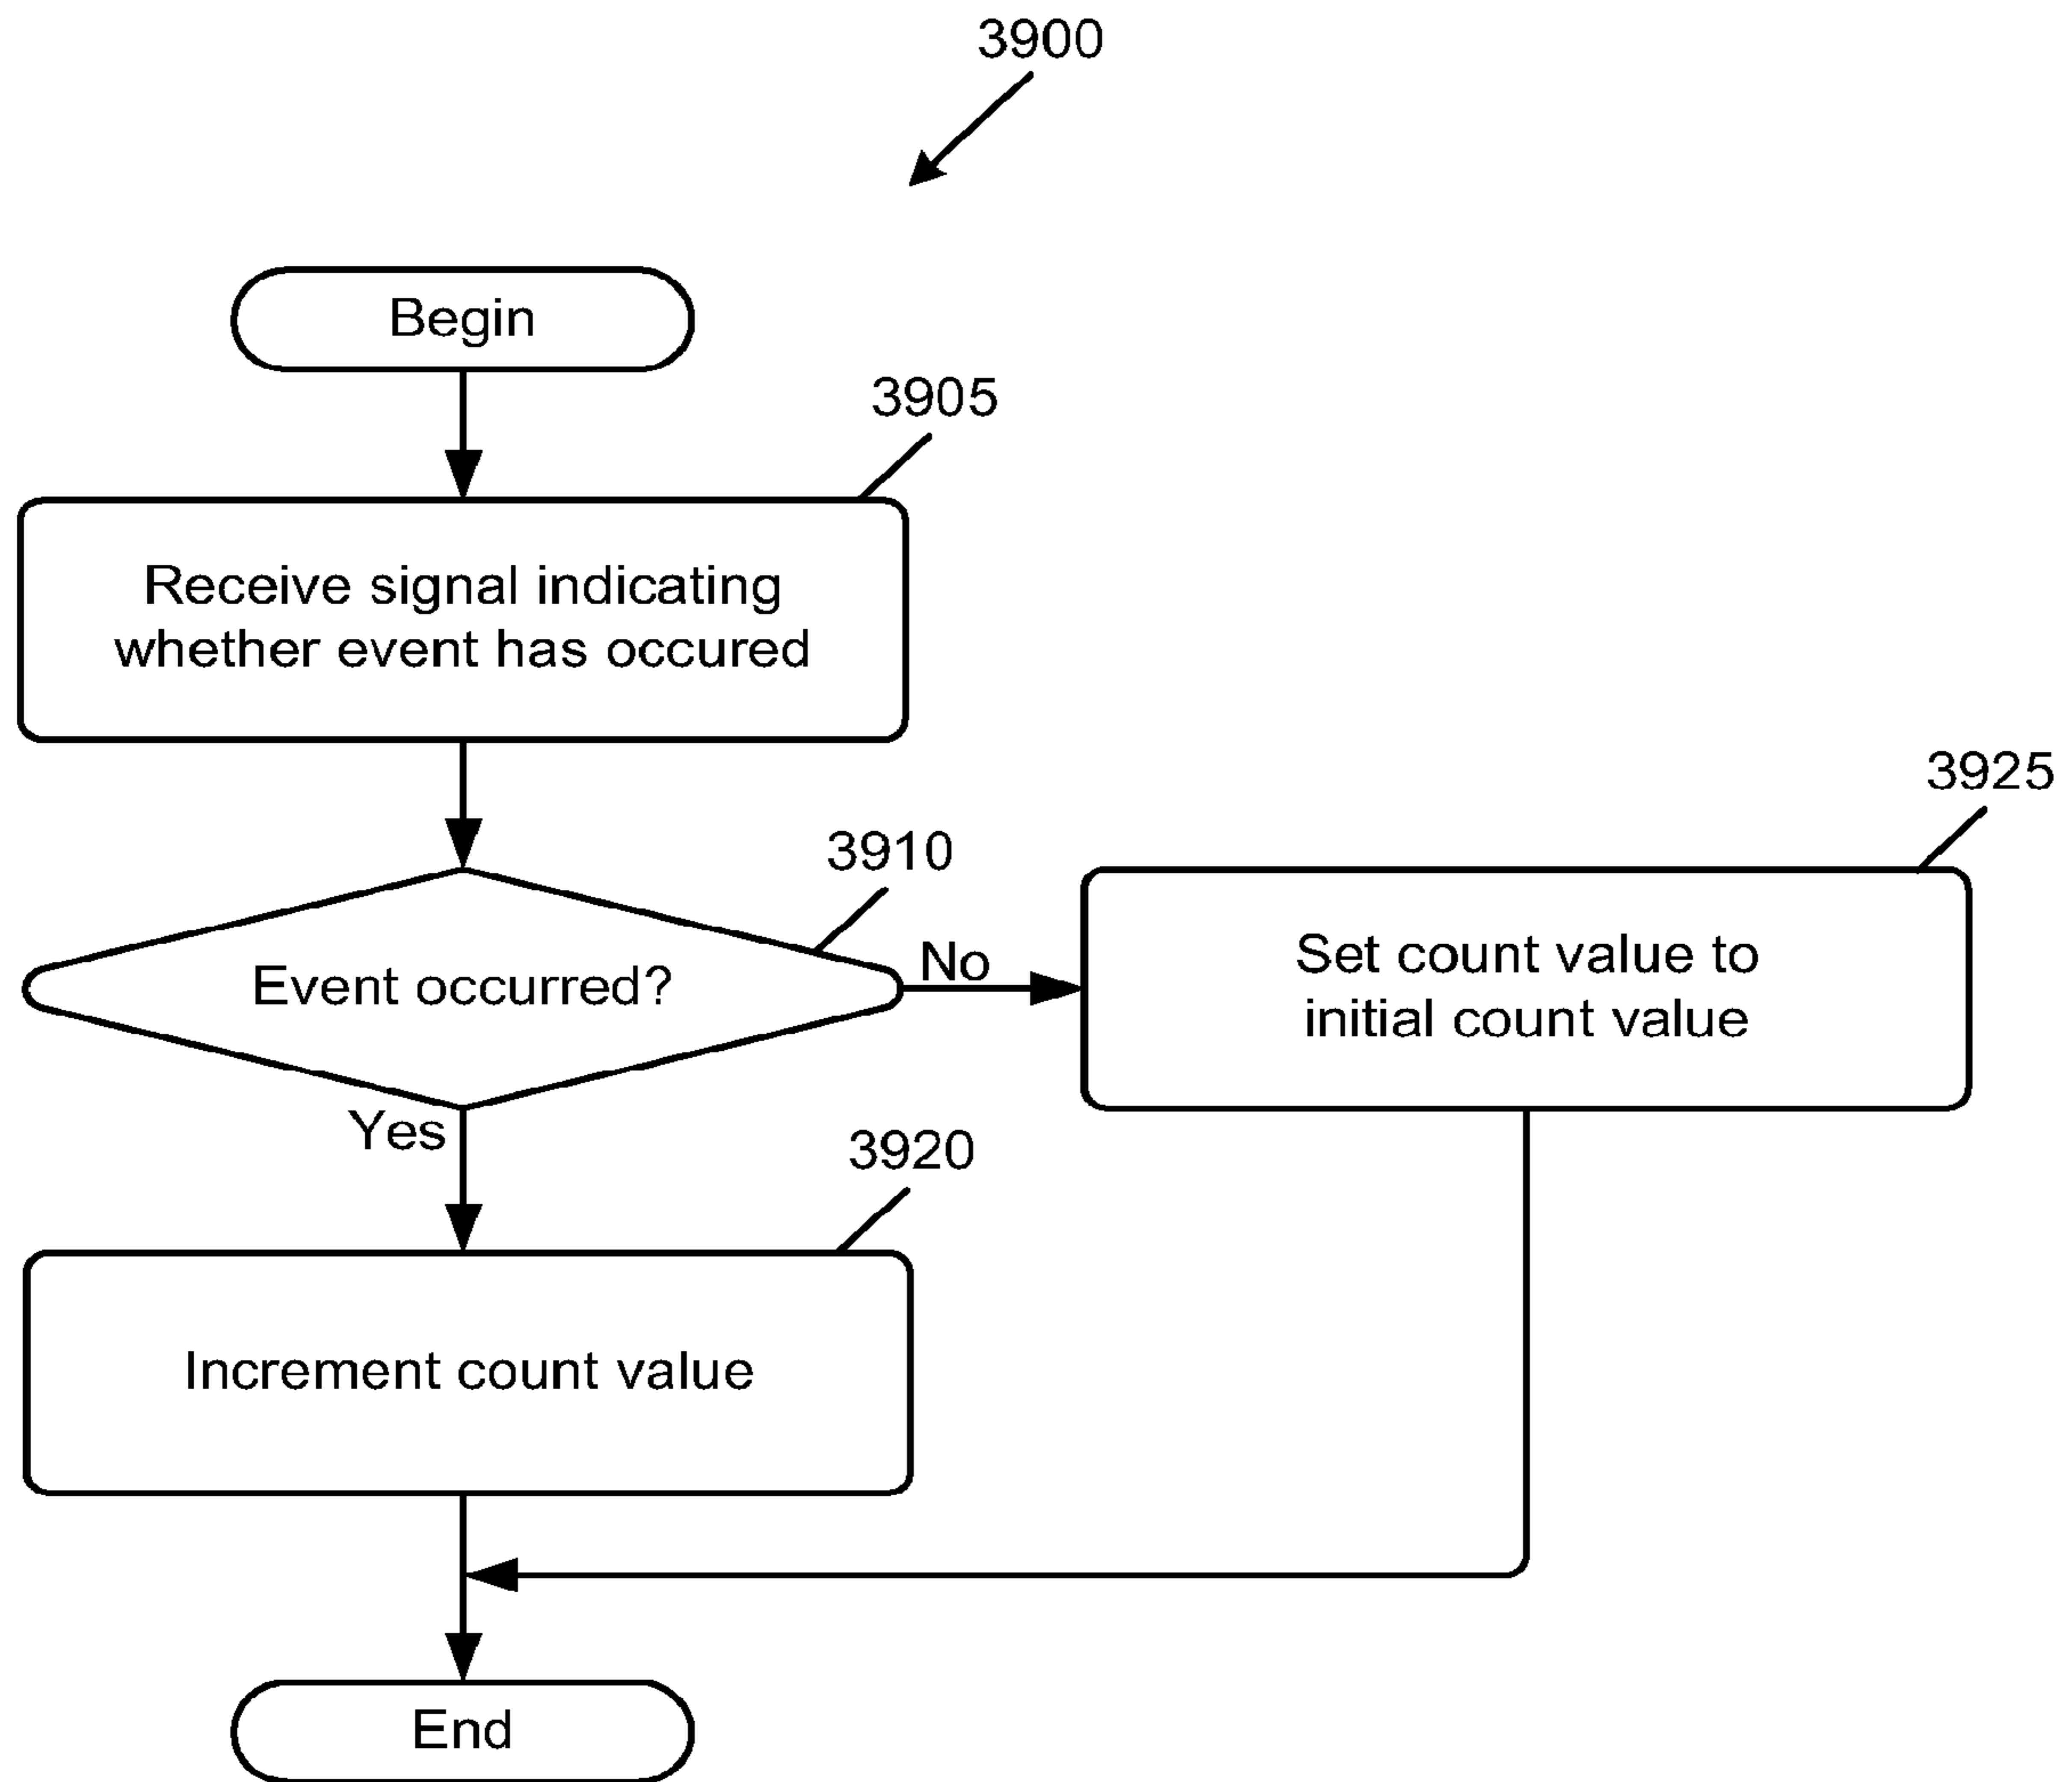 3900
Begin
3905
Receive signal indicating
whether event has occured
3910
Event occurred?
No
Yes
3925
Set count value to
initial count value
3920
Increment count value
End